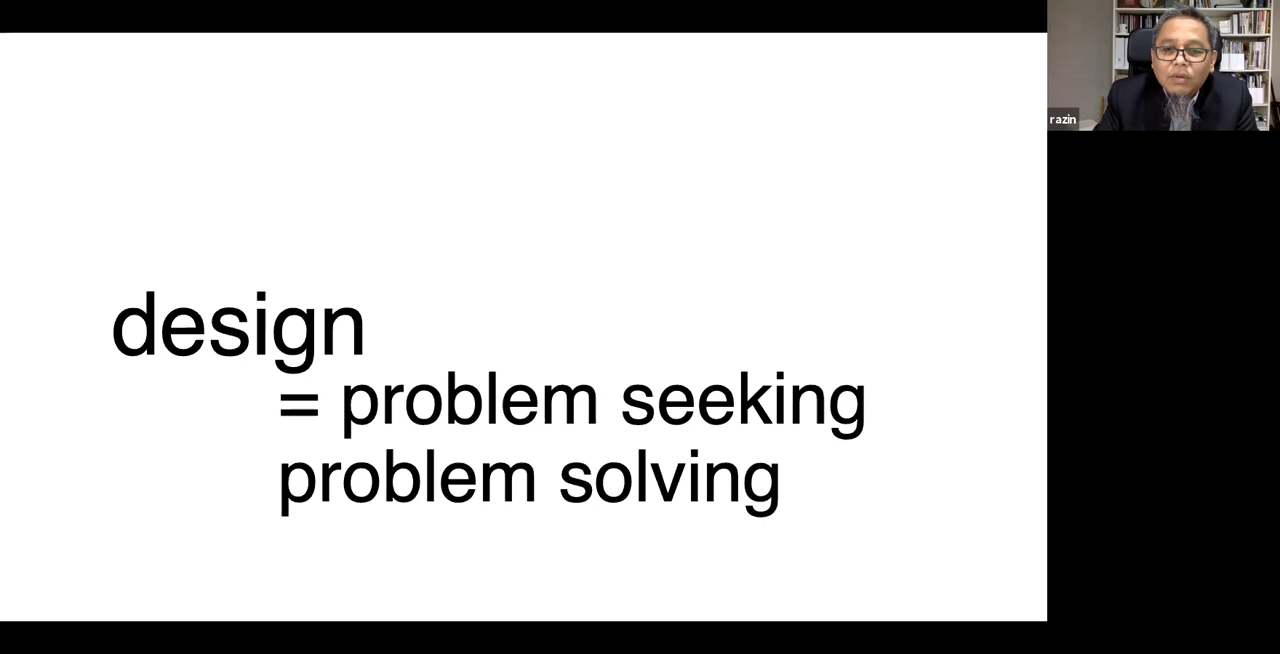 design
= problem seeking
problem solving
razin